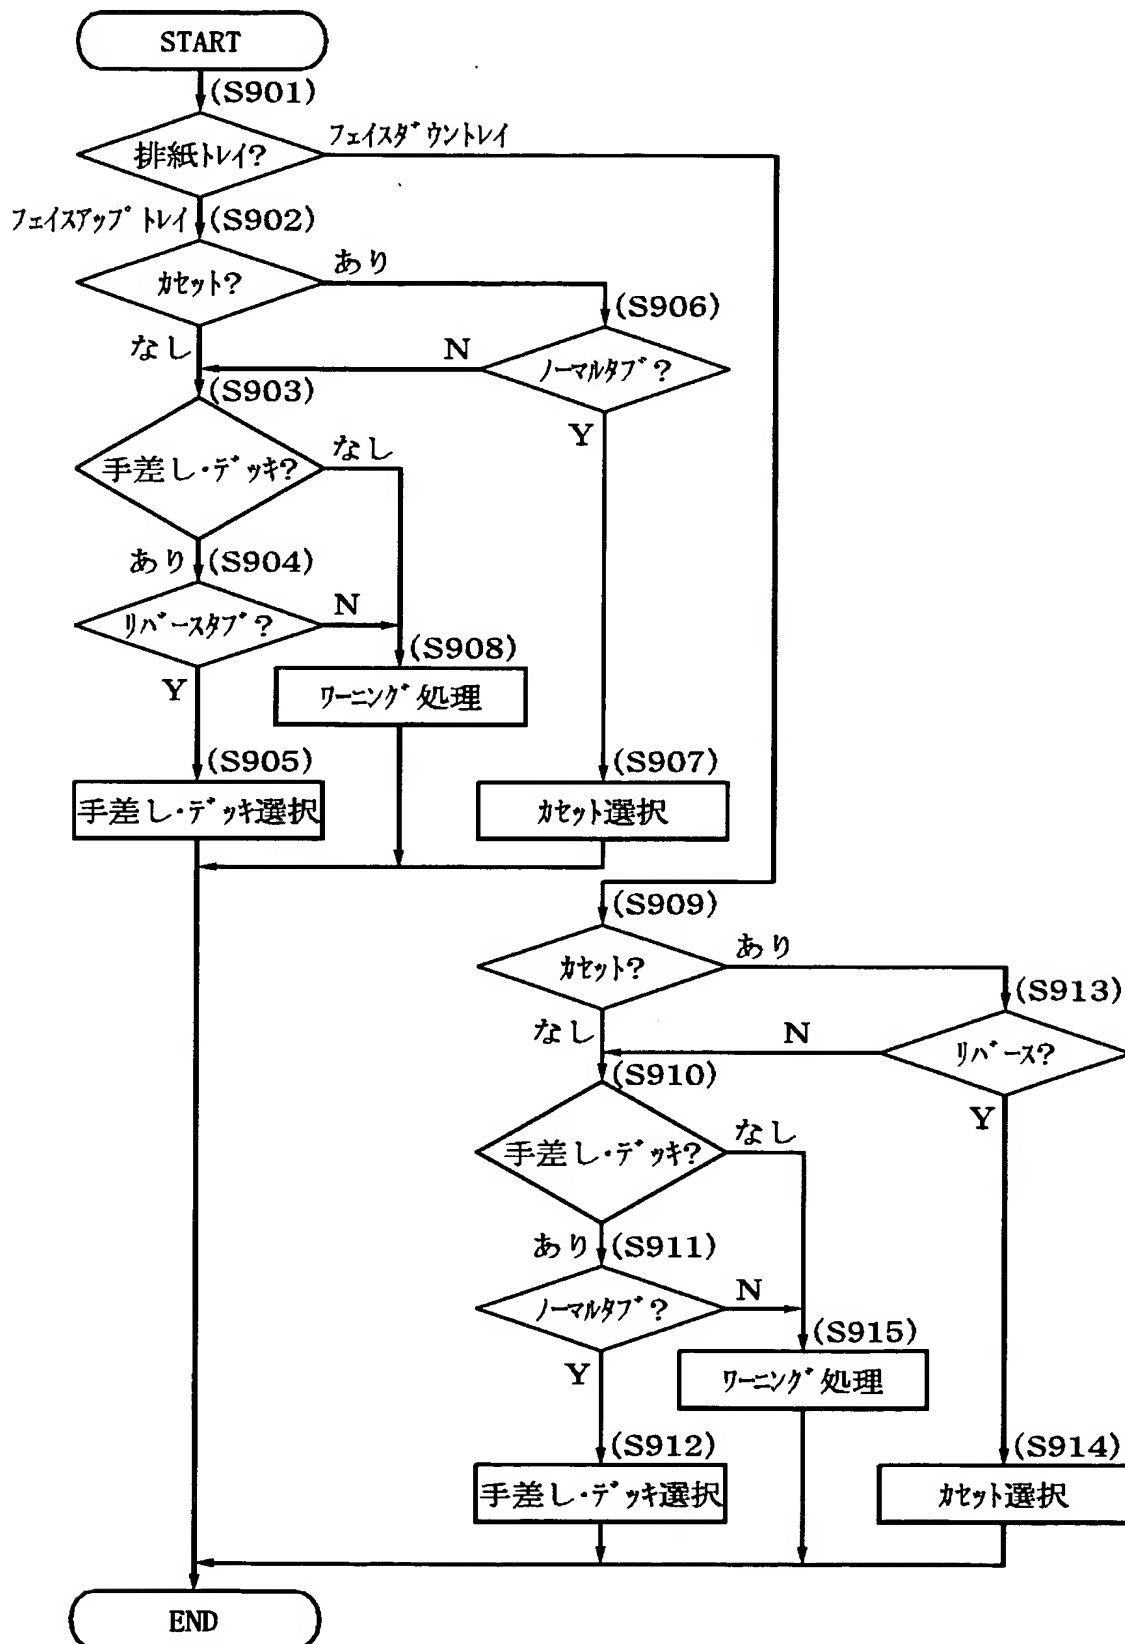 START
(S901)
排紙トレイ?
フェイスダウントレイ
フェイスアップトレイ
(S902)
カセット?
あり
(S906)
なし
N
ノーマルタブ?
(S903)
Y
手差し・デッキ?
なし
あり
(S904)
リバースタブ?
N
(S908)
Y
ワーニング処理
(S905)
(S907)
手差し・デッキ選択
カセット選択
(S909)
カセット?
あり
(S913)
なし
N
リバース?
(S910)
Y
手差し・デッキ?
なし
あり
(S911)
ノーマルタブ?
N
(S915)
Y
ワーニング処理
(S912)
(S914)
手差し・デッキ選択
カセット選択
END